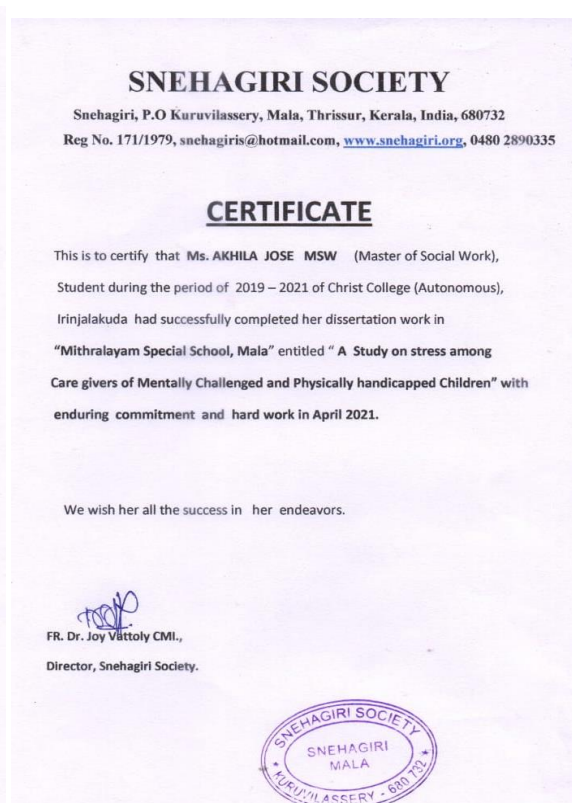 SNEHAGIRI SOCIETY
Snehagiri, P.O Kuruvilassery, Mala, Thrissur, Kerala, India, 680732
Reg No. 171/1979, snehagiris@hotmail.com, www.snehagiri.org, 0480 2890335
CERTIFICATE
This is to certify that Ms. AKHILA JOSE MSW (Master of Social Work),
Student during the period of 2019 – 2021 of Christ College (Autonomous),
Irinjalakuda had successfully completed her dissertation work in
“Mithralayam Special School, Mala” entitled “ A Study on stress among
Care givers of Mentally Challenged and Physically handicapped Children” with
enduring commitment and hard work in April 2021.
We wish her all the success in her endeavors.
FR. Dr. Joy Vattoly CMI.,
Director, Snehagiri Society.
SNEHAGIRI SOCIETY
SNEHAGIRI
MALA
KURUVILASSERY - 680 732